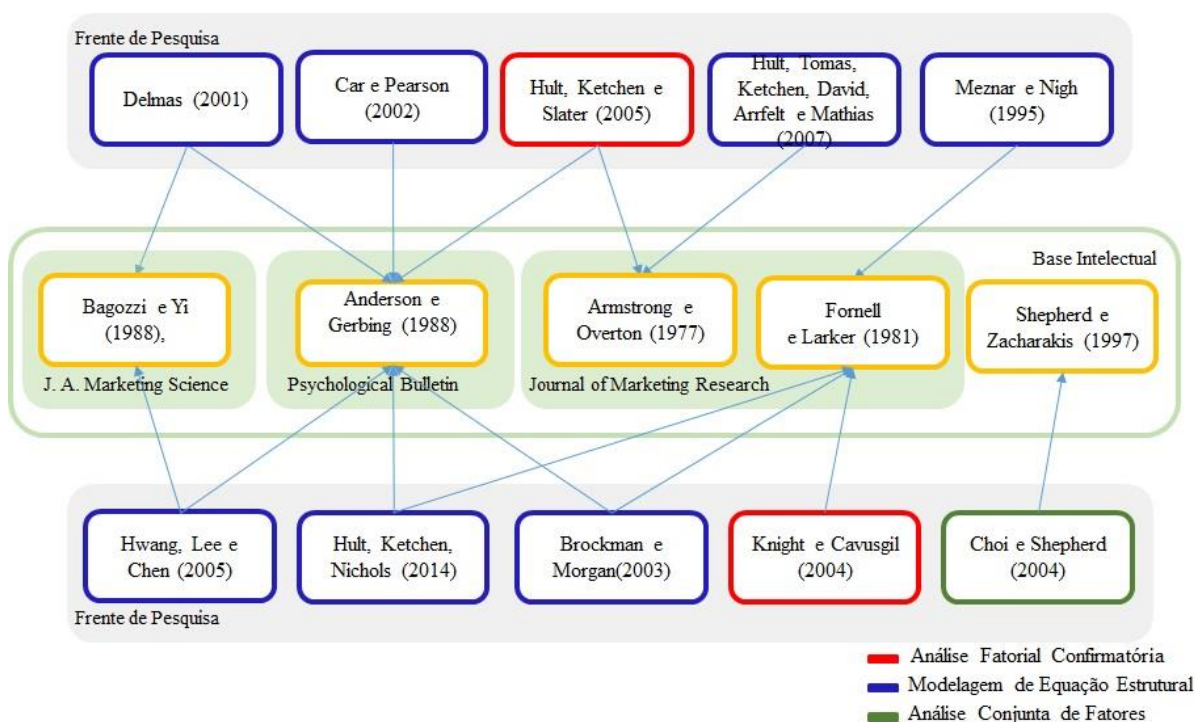 Frente de Pesquisa
Delmas (2001)
Car e Pearson
(2002)
Hult, Ketchen e
Slater (2005)
Hult, Tomas,
Ketchen, David,
Arrfelt e Mathias
(2007)
Meznar e Nigh
(1995)
Base Intelectual
Bagozzi e Yi
(1988),
Anderson e
Gerbing (1988)
Armstrong e
Overton (1977)
Fornell
e Larker (1981)
Shepherd e
Zacharakis (1997)
J. A. Marketing Science
Psychological Bulletin
Journal of Marketing Research
Hwang, Lee e
Chen (2005)
Hult, Ketchen,
Nichols (2014)
Brockman e
Morgan(2003)
Knight e Cavusgil
(2004)
Choi e Shepherd
(2004)
Frente de Pesquisa
Análise Fatorial Confirmatória
Modelagem de Equação Estrutural
Análise Conjunta de Fatores